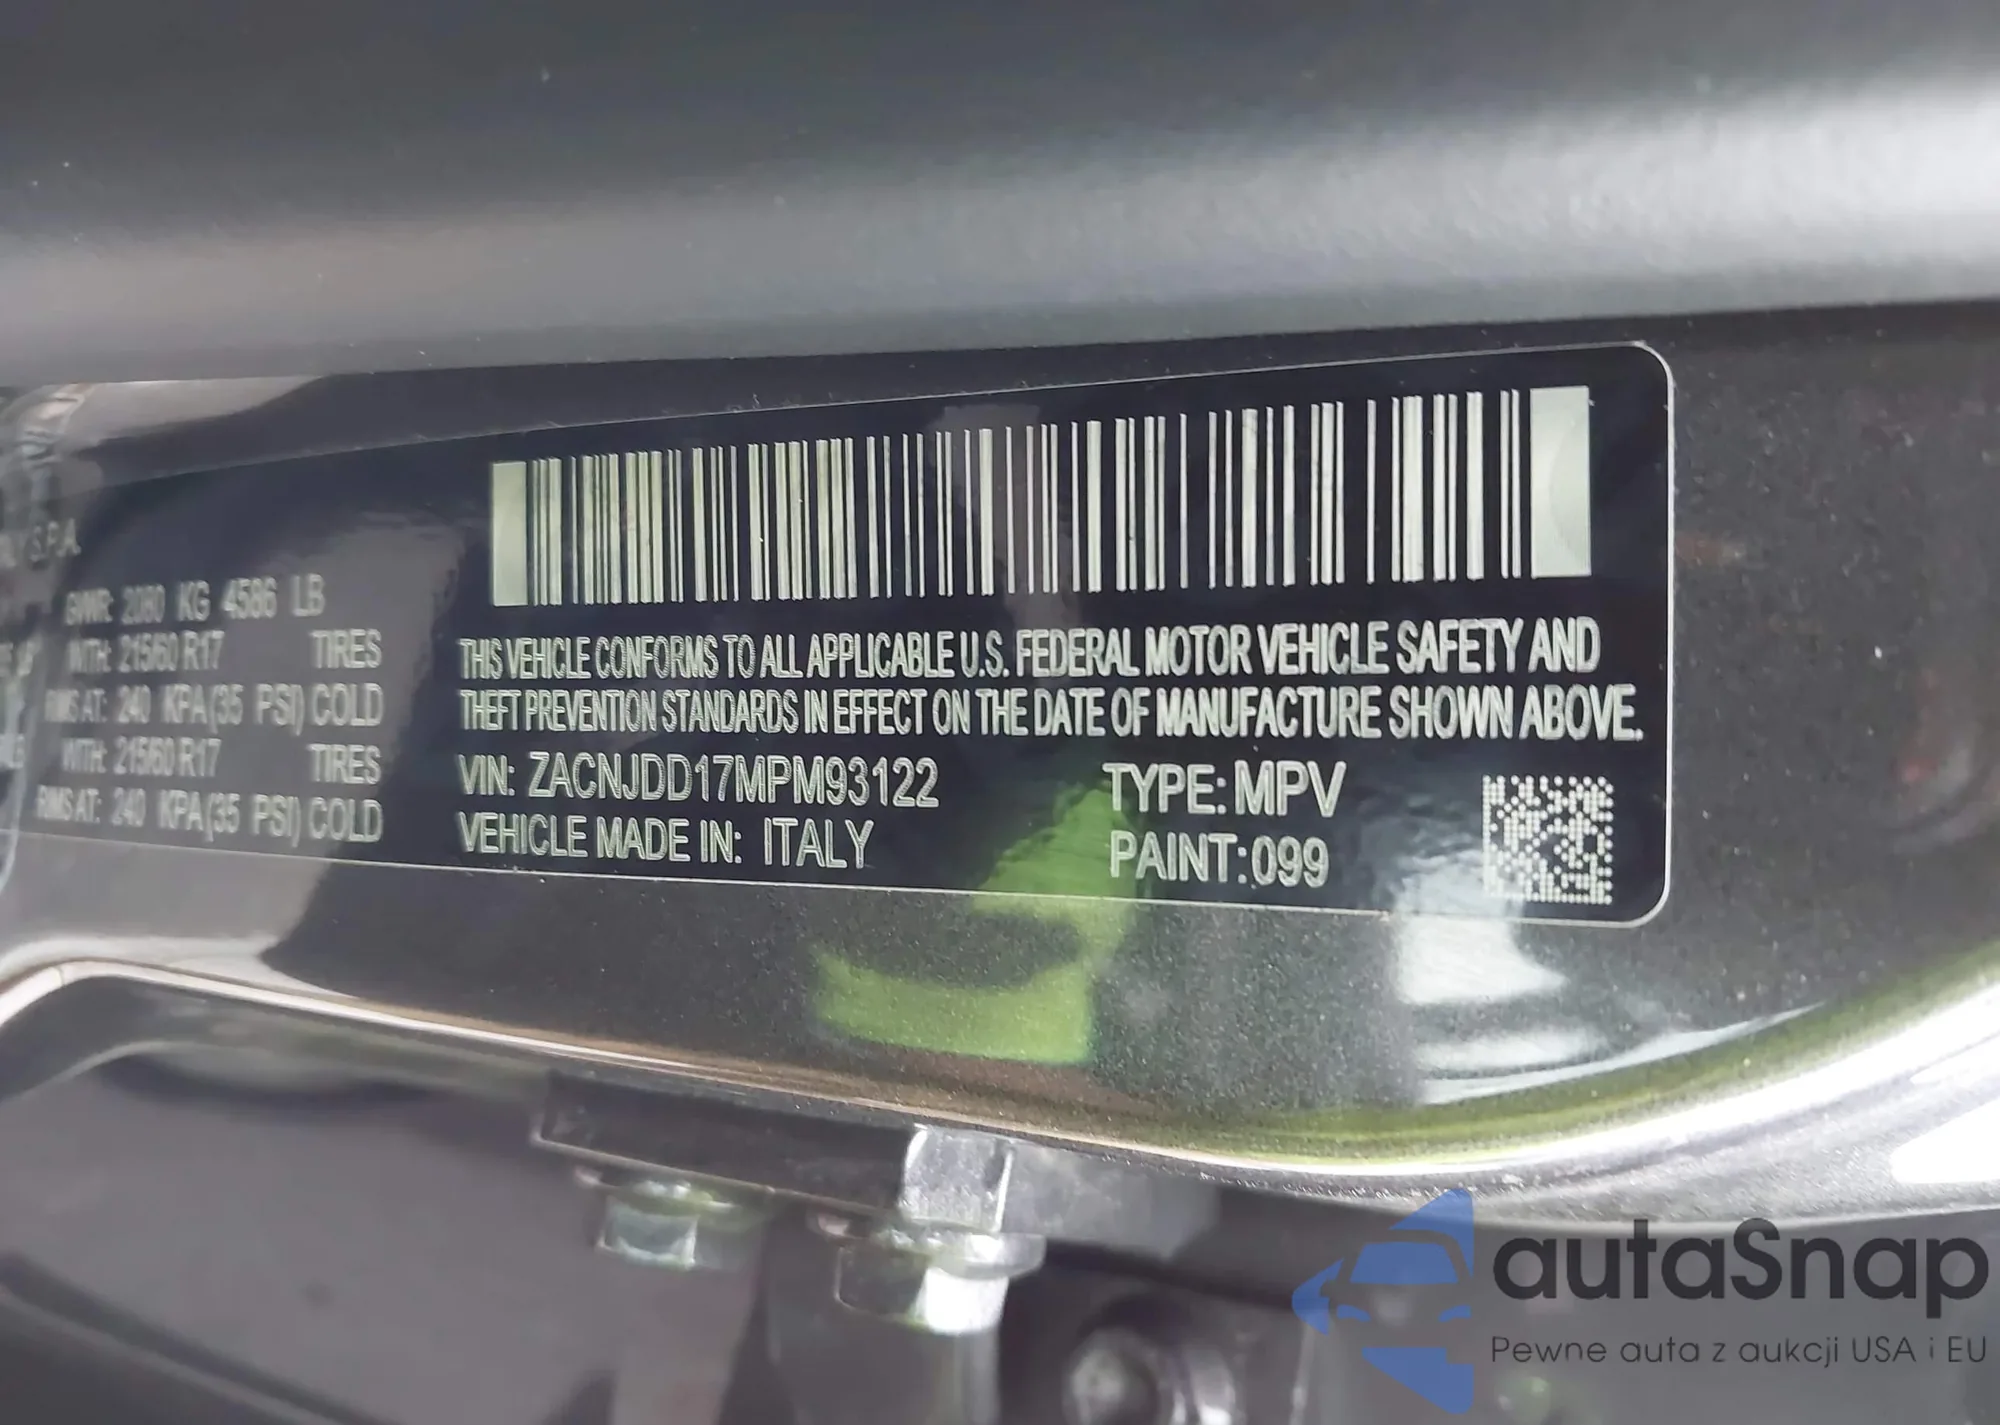 S.P.A.
GVWR: 2080 KG 4586 LB
WITH: 215/60 R17 TIRES
RIMS AT: 240 KPA(35 PSI) COLD
WITH: 215/60 R17 TIRES
RIMS AT: 240 KPA(35 PSI) COLD
THIS VEHICLE CONFORMS TO ALL APPLICABLE U.S. FEDERAL MOTOR VEHICLE SAFETY AND
THEFT PREVENTION STANDARDS IN EFFECT ON THE DATE OF MANUFACTURE SHOWN ABOVE.
VIN: ZACNJDD17MPM93122 TYPE: MPV
VEHICLE MADE IN: ITALY PAINT: 099
autaSnap
Pewne auta z aukcji USA i EU